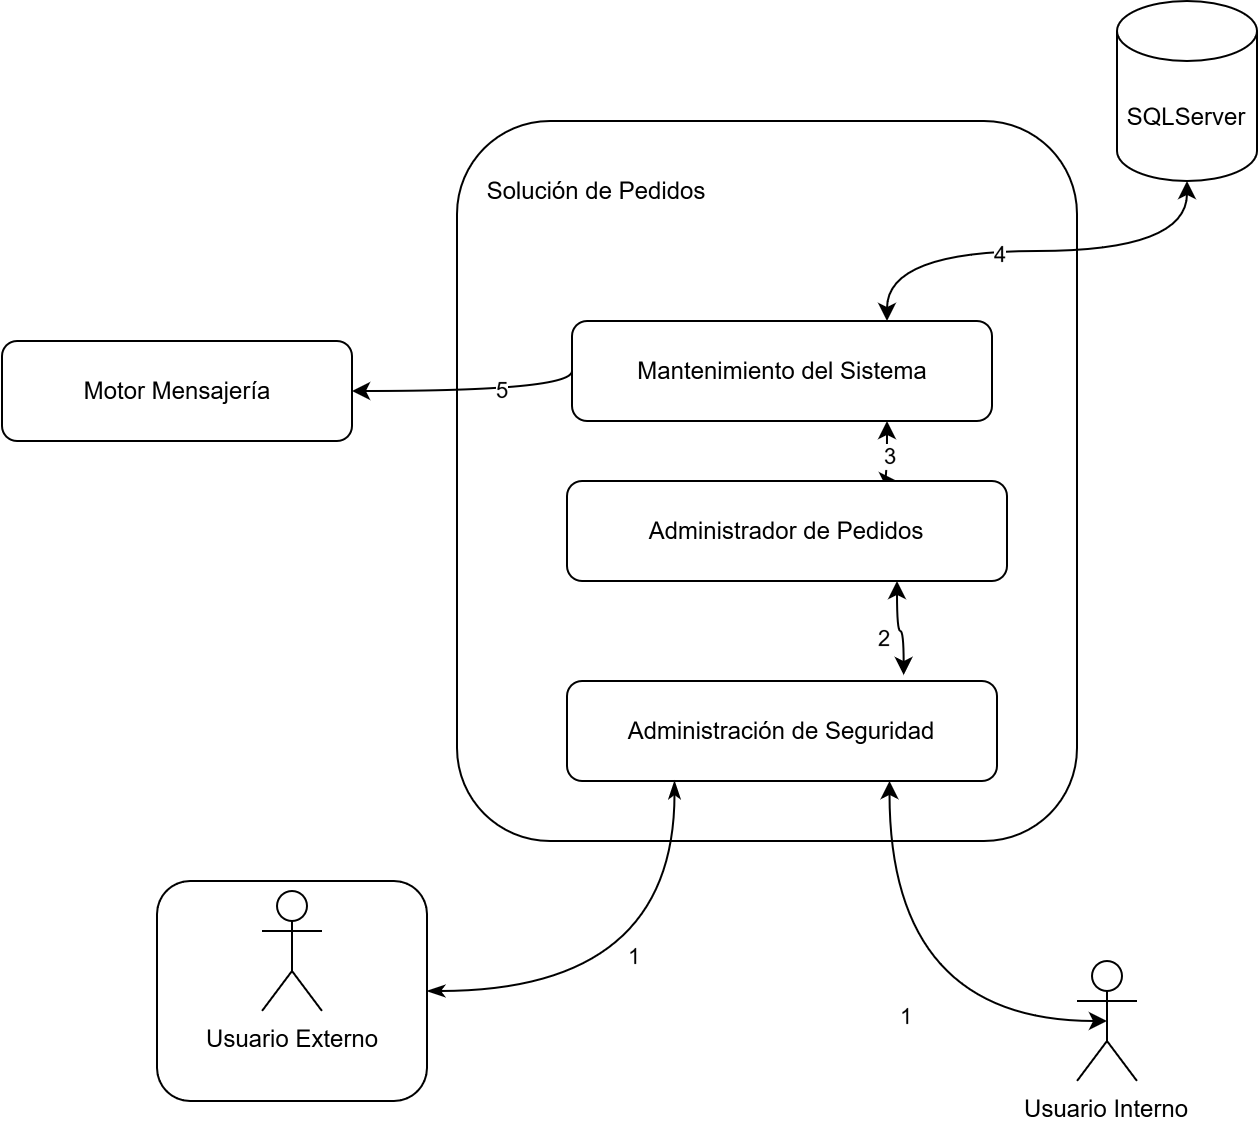 SQLServer
Solución de Pedidos
4
Mantenimiento del Sistema
Motor Mensajería
5
3
Administrador de Pedidos
2
Administración de Seguridad
1
1
Usuario Externo
Usuario Interno